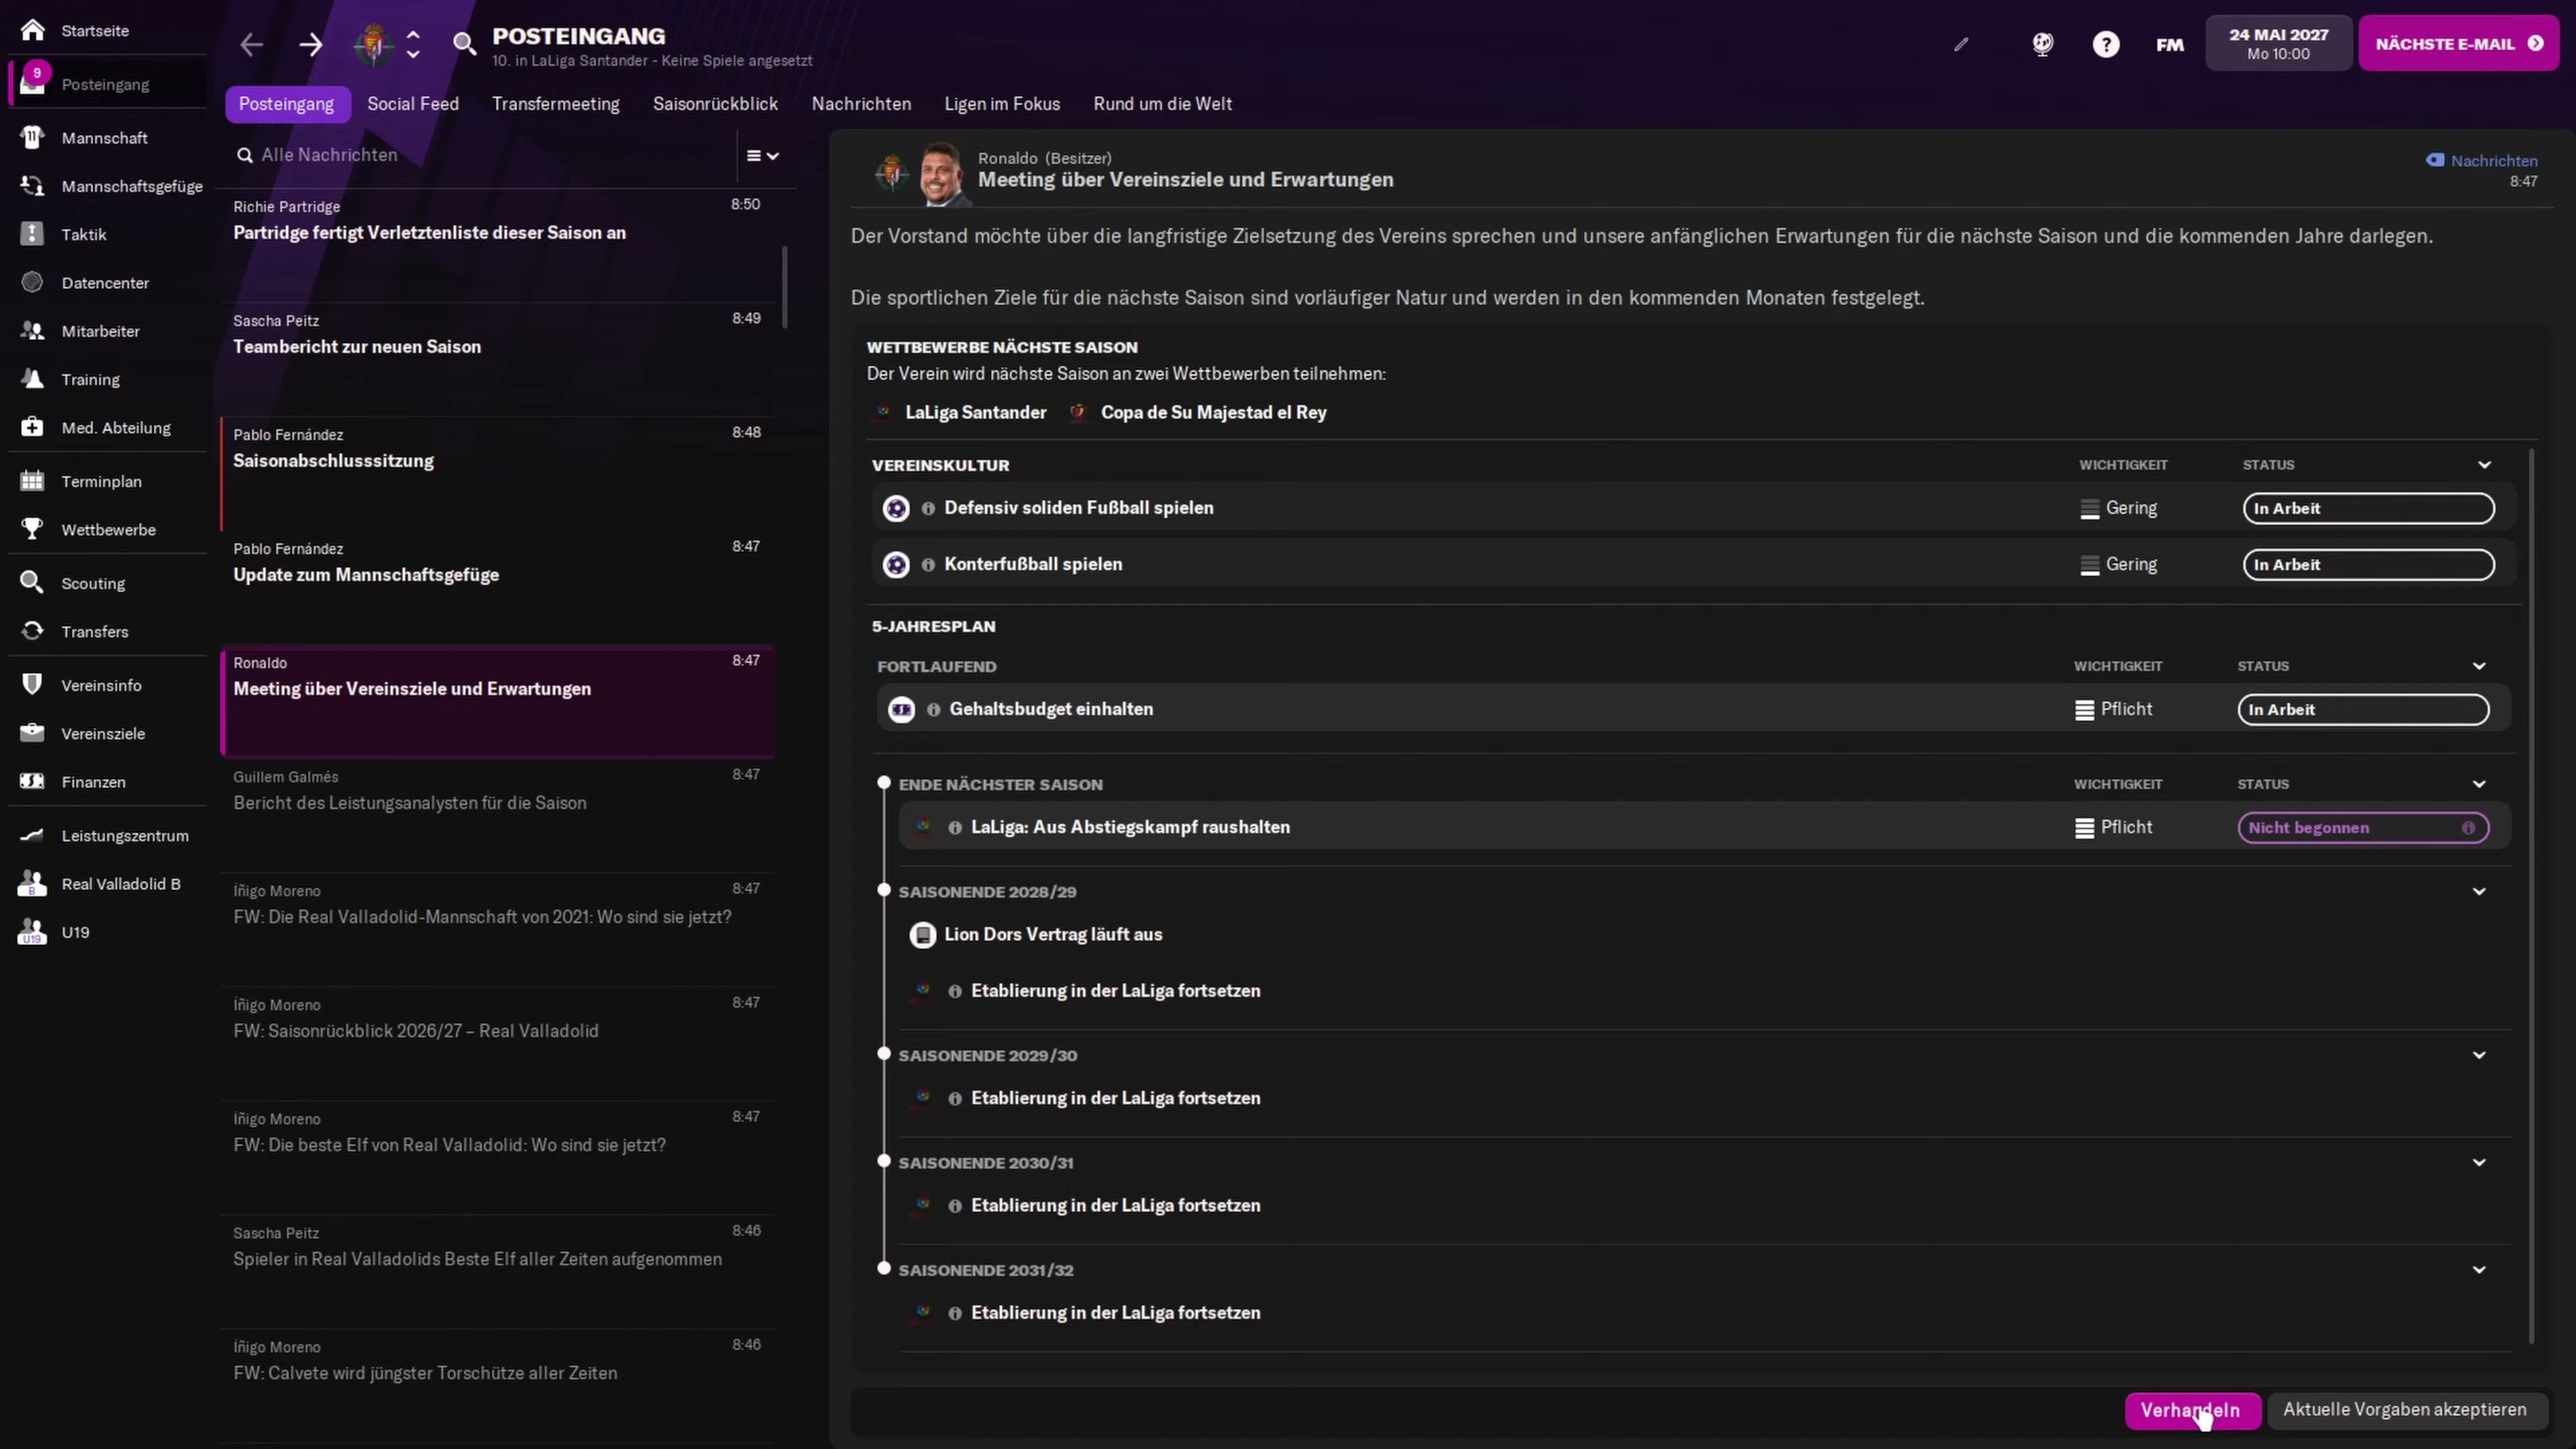 Startseite
9
Posteingang
Mannschaft
Mannschaftsgefüge
Taktik
Datencenter
Mitarbeiter
Training
Med. Abteilung
Terminplan
Wettbewerbe
Scouting
Transfers
Vereinsinfo
Vereinsziele
Finanzen
Leistungszentrum
B
Real Valladolid B
U19
U19
POSTEINGANG
10. in LaLiga Santander - Keine Spiele angesetzt
?
FM
24 MAI 2027
Mo 10:00
NÄCHSTE E-MAIL
Posteingang Social Feed Transfermeeting Saisonrückblick Nachrichten Ligen im Fokus Rund um die Welt
Alle Nachrichten
Richie Partridge 8:50
Partridge fertigt Verletztenliste dieser Saison an
Sascha Peitz 8:49
Teambericht zur neuen Saison
Pablo Fernández 8:48
Saisonabschlusssitzung
Pablo Fernández 8:47
Update zum Mannschaftsgefüge
Ronaldo 8:47
Meeting über Vereinsziele und Erwartungen
Guillem Galmés 8:47
Bericht des Leistungsanalysten für die Saison
Íñigo Moreno 8:47
FW: Die Real Valladolid-Mannschaft von 2021: Wo sind sie jetzt?
Íñigo Moreno 8:47
FW: Saisonrückblick 2026/27 – Real Valladolid
Íñigo Moreno 8:47
FW: Die beste Elf von Real Valladolid: Wo sind sie jetzt?
Sascha Peitz 8:46
Spieler in Real Valladolids Beste Elf aller Zeiten aufgenommen
Íñigo Moreno 8:46
FW: Calvete wird jüngster Torschütze aller Zeiten
Ronaldo (Besitzer)
Meeting über Vereinsziele und Erwartungen
Nachrichten
8:47
Der Vorstand möchte über die langfristige Zielsetzung des Vereins sprechen und unsere anfänglichen Erwartungen für die nächste Saison und die kommenden Jahre darlegen.
Die sportlichen Ziele für die nächste Saison sind vorläufiger Natur und werden in den kommenden Monaten festgelegt.
WETTBEWERBE NÄCHSTE SAISON
Der Verein wird nächste Saison an zwei Wettbewerben teilnehmen:
LaLiga Santander Copa de Su Majestad el Rey
VEREINSKULTUR WICHTIGKEIT STATUS
Defensiv soliden Fußball spielen Gering In Arbeit
Konterfußball spielen Gering In Arbeit
5-JAHRESPLAN
FORTLAUFEND WICHTIGKEIT STATUS
Gehaltsbudget einhalten Pflicht In Arbeit
ENDE NÄCHSTER SAISON WICHTIGKEIT STATUS
LaLiga: Aus Abstiegskampf raushalten Pflicht Nicht begonnen
SAISONENDE 2028/29
Lion Dors Vertrag läuft aus
Etablierung in der LaLiga fortsetzen
SAISONENDE 2029/30
Etablierung in der LaLiga fortsetzen
SAISONENDE 2030/31
Etablierung in der LaLiga fortsetzen
SAISONENDE 2031/32
Etablierung in der LaLiga fortsetzen
Verhandeln Aktuelle Vorgaben akzeptieren